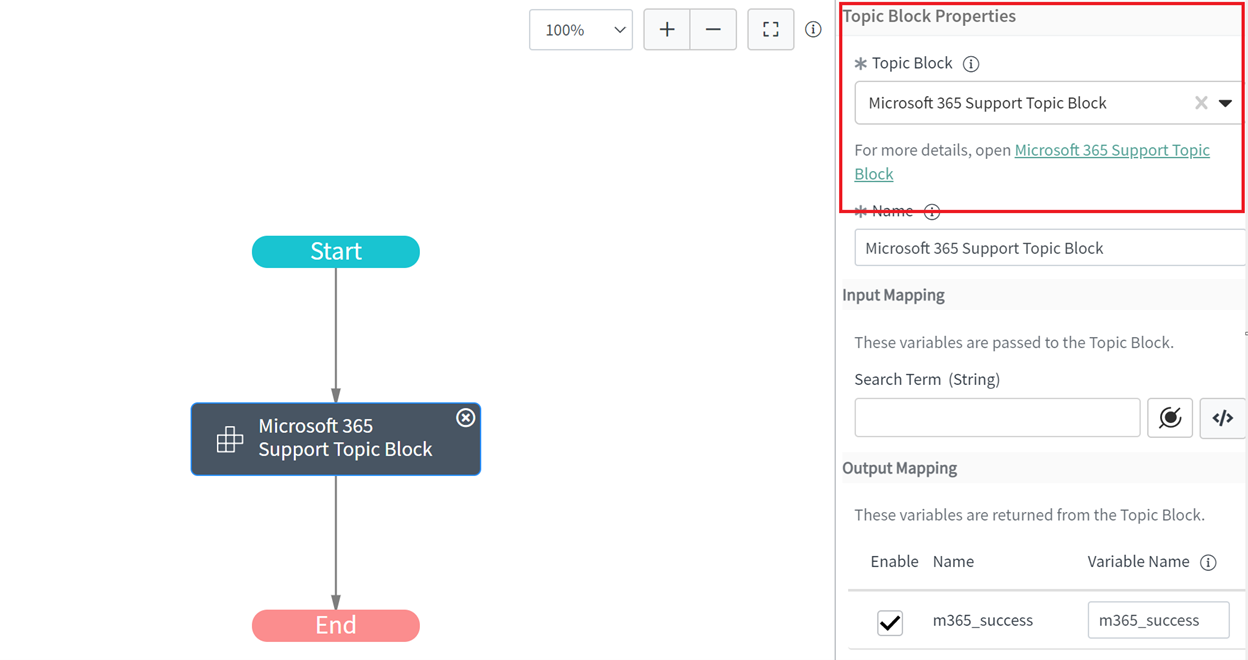 100%
Start
Microsoft 365
Support Topic Block
End
Topic Block Properties
* Topic Block
Microsoft 365 Support Topic Block
For more details, open Microsoft 365 Support Topic
Block
* Name
Microsoft 365 Support Topic Block
Input Mapping
These variables are passed to the Topic Block.
Search Term (String)
Output Mapping
These variables are returned from the Topic Block.
Enable Name Variable Name
m365_success m365_success